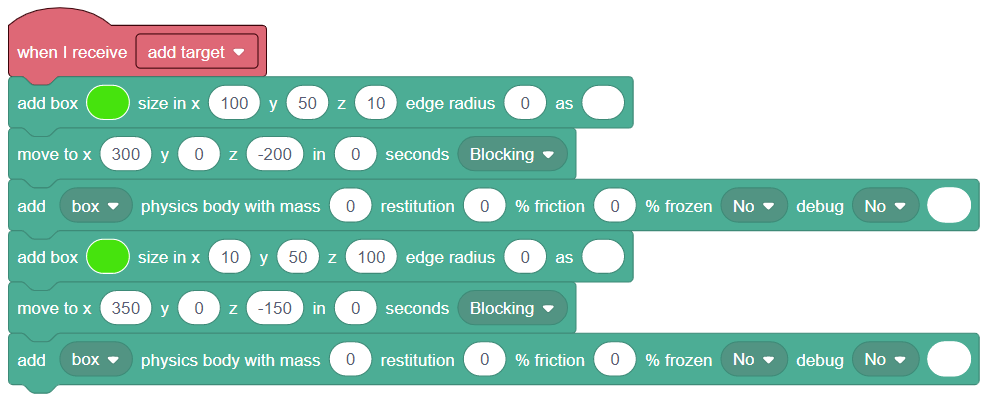 when I receive add target
add box size in x 100 y 50 z 10 edge radius 0 as
move to x 300 y 0 z -200 in 0 seconds Blocking
add box physics body with mass 0 restitution 0 % friction 0 % frozen No debug No
add box size in x 10 y 50 z 100 edge radius 0 as
move to x 350 y 0 z -150 in 0 seconds Blocking
add box physics body with mass 0 restitution 0 % friction 0 % frozen No debug No